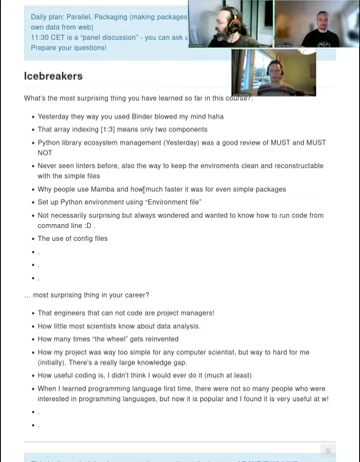 Daily plan: Parallel, Packaging (making packages
own data from web)
11:30 CET is a "panel discussion" - you can ask
Prepare your questions!
Icebreakers
What's the most surprising thing you have learned so far in this course?:
• Yesterday they way you used Binder blowed my mind haha
• That array indexing [1:3] means only two components
• Python library ecosystem management (Yesterday) was a good review of MUST and MUST
NOT
• Never seen linters before, also the way to keep the enviroments clean and reconstructable
with the simple files
• Why people use Mamba and how much faster it was for even simple packages
• Set up Python environment using "Environment file"
• Not necessarily surprising but always wondered and wanted to know how to run code from
command line :D .
• The use of config files
• .
• .
• .
... most surprising thing in your career?
• That engineers that can not code are project managers!
• How little most scientists know about data analysis.
• How many times "the wheel" gets reinvented
• How my project was way too simple for any computer scientist, but way to hard for me
(initially). There's a really large knowledge gap.
• How useful coding is, I didn't think I would ever do it (much at least)
• When I learned programming language first time, there were not so many people who were
interested in programming languages, but now it is popular and I found it is very useful at w!
• .
• .